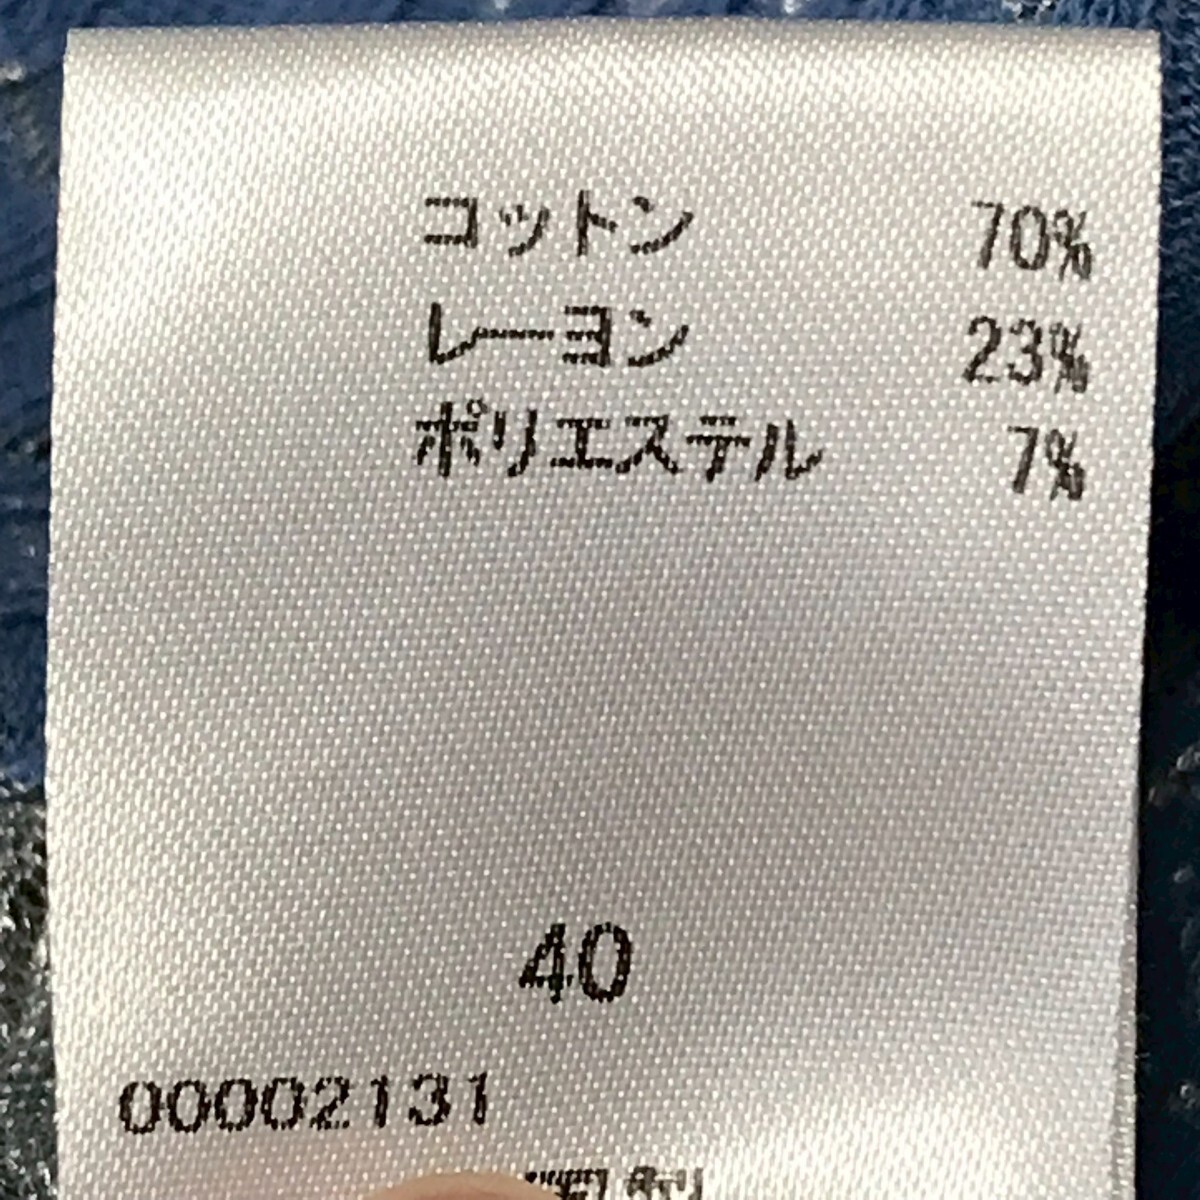 コットン 70%
レーヨン 23%
ポリエステル 7%
40
00002131